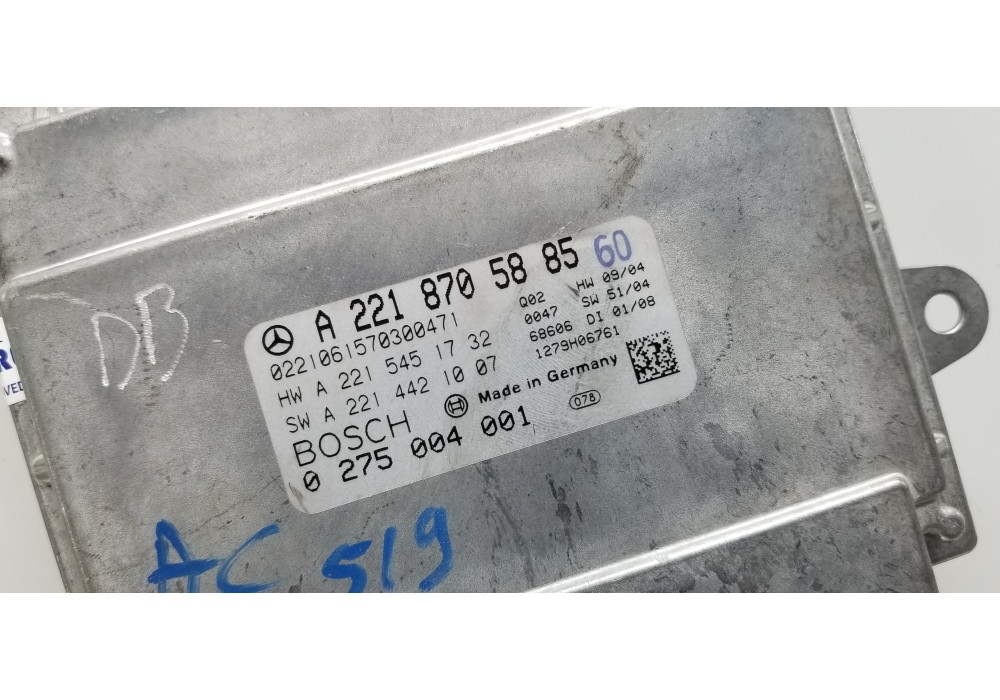 A 221 870 58 85 60
0221061570300471
HW A 221 545 17 32
SW A 221 442 10 07
BOSCH
0 275 004 001
Q02 HW 09/04
0047 SW 51/04
68606 DI 01/08
1279H06761
Made in Germany
078
DB
AC 519
VED